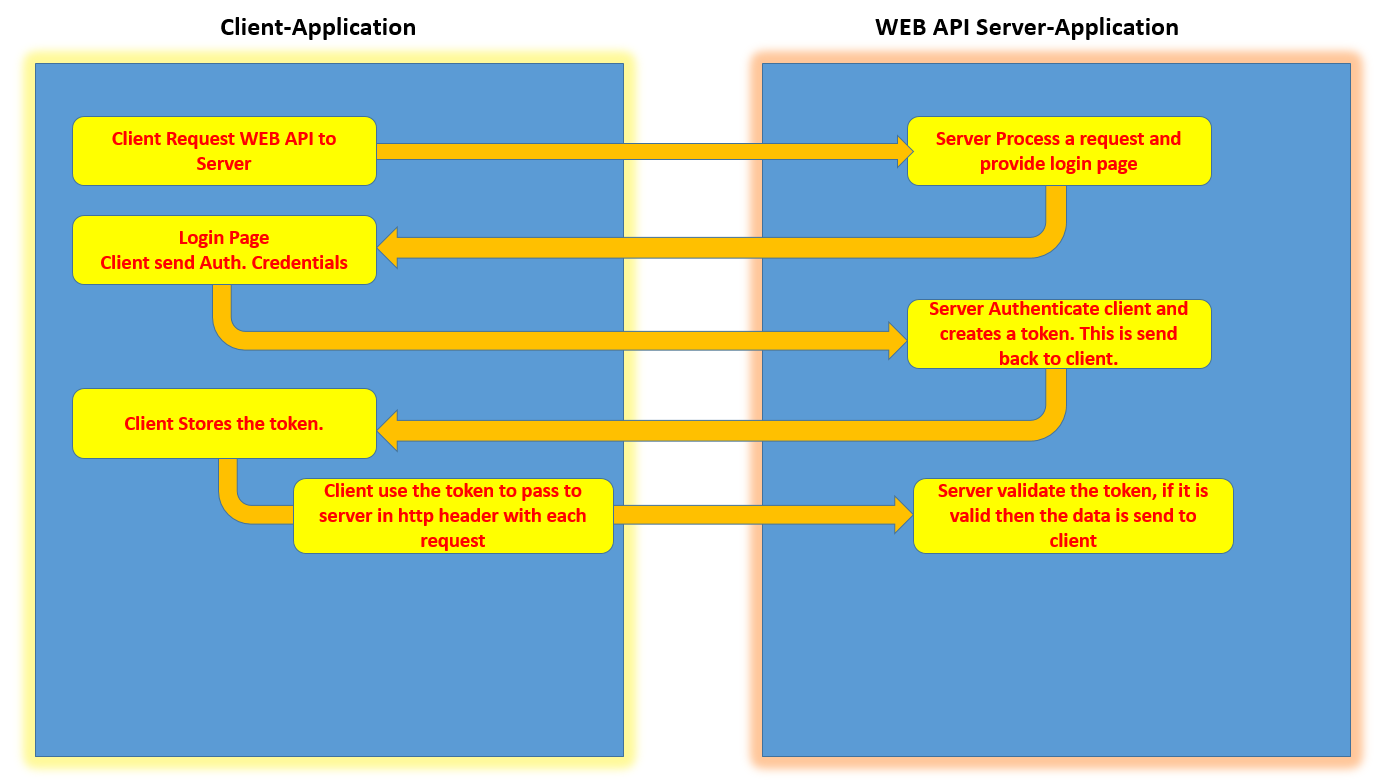 Client-Application
WEB API Server-Application
Client Request WEB API to
Server
Server Process a request and
provide login page
Login Page
Client send Auth. Credentials
Server Authenticate client and
creates a token. This is send
back to client.
Client Stores the token.
Client use the token to pass to
server in http header with each
request
Server validate the token, if it is
valid then the data is send to
client